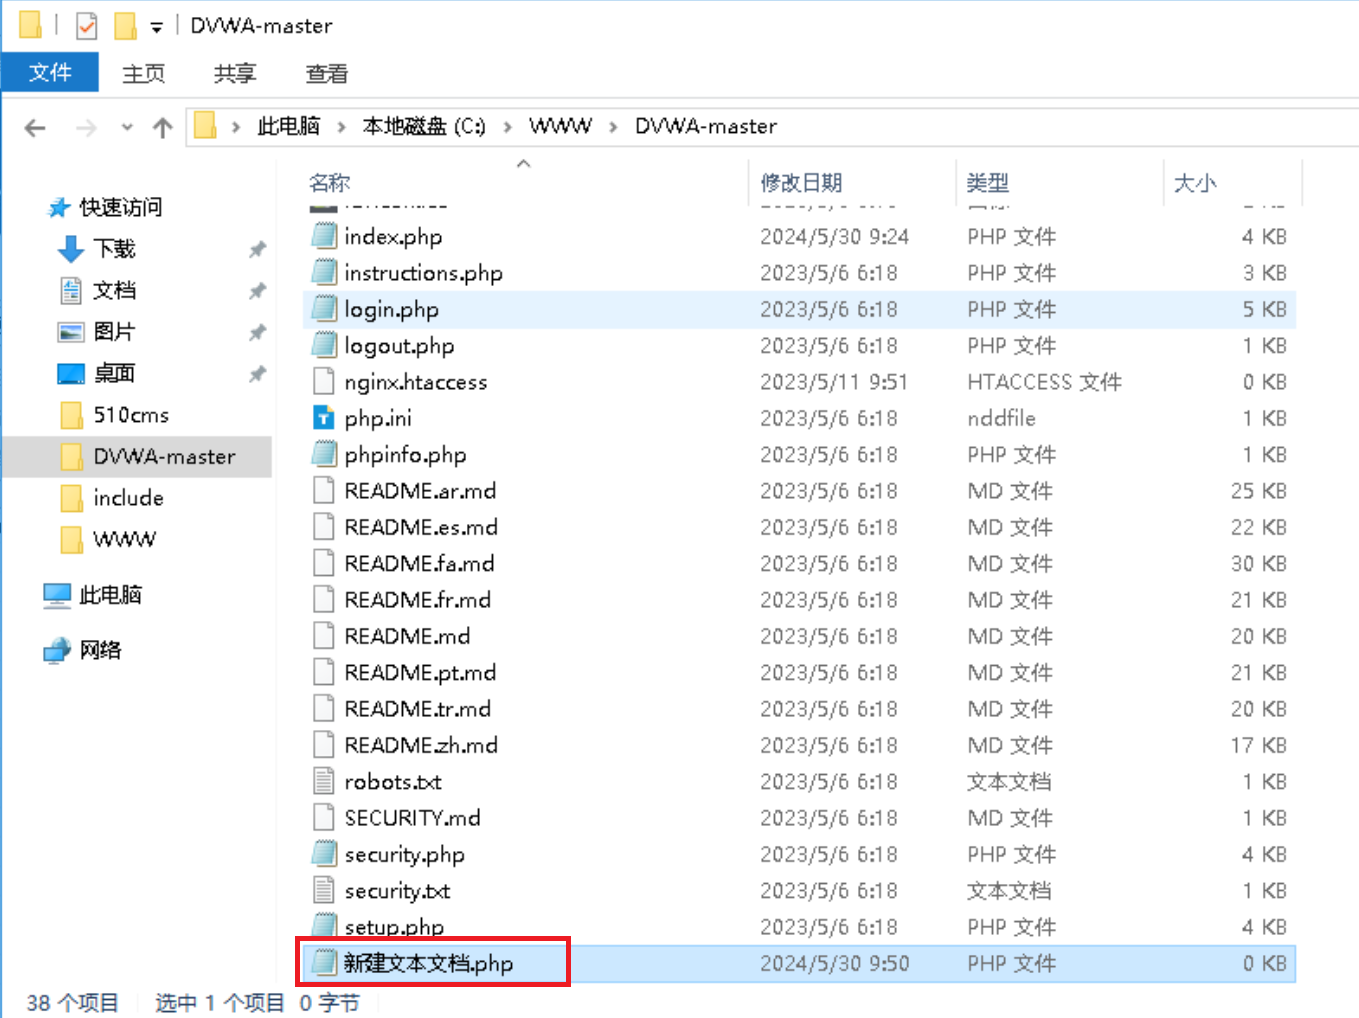 DVWA-master
文件 主页 共享 查看
此电脑 本地磁盘 (C:) WWW DVWA-master
名称 修改日期 类型 大小
快速访问
下载
文档
图片
桌面
510cms
DVWA-master
include
WWW
此电脑
网络
index.php 2024/5/30 9:24 PHP 文件 4 KB
instructions.php 2023/5/6 6:18 PHP 文件 3 KB
login.php 2023/5/6 6:18 PHP 文件 5 KB
logout.php 2023/5/6 6:18 PHP 文件 1 KB
nginx.htaccess 2023/5/11 9:51 HTACCESS 文件 0 KB
php.ini 2023/5/6 6:18 nddfile 1 KB
phpinfo.php 2023/5/6 6:18 PHP 文件 1 KB
README.ar.md 2023/5/6 6:18 MD 文件 25 KB
README.es.md 2023/5/6 6:18 MD 文件 22 KB
README.fa.md 2023/5/6 6:18 MD 文件 30 KB
README.fr.md 2023/5/6 6:18 MD 文件 21 KB
README.md 2023/5/6 6:18 MD 文件 20 KB
README.pt.md 2023/5/6 6:18 MD 文件 21 KB
README.tr.md 2023/5/6 6:18 MD 文件 20 KB
README.zh.md 2023/5/6 6:18 MD 文件 17 KB
robots.txt 2023/5/6 6:18 文本文档 1 KB
SECURITY.md 2023/5/6 6:18 MD 文件 1 KB
security.php 2023/5/6 6:18 PHP 文件 4 KB
security.txt 2023/5/6 6:18 文本文档 1 KB
setup.php 2023/5/6 6:18 PHP 文件 4 KB
新建文本文档.php 2024/5/30 9:50 PHP 文件 0 KB
38 个项目 选中 1 个项目 0 字节